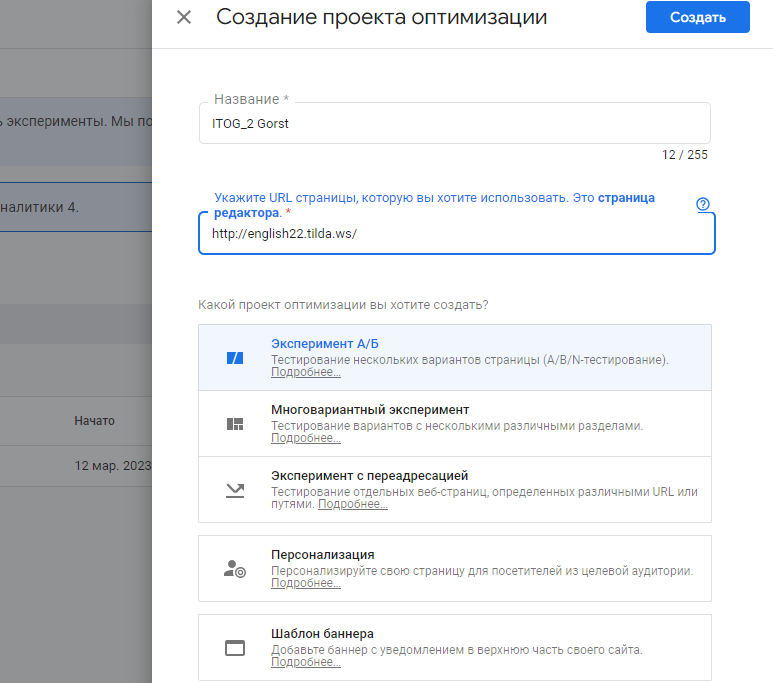 Создание проекта оптимизации
Создать
Название *
ITOG_2 Gorst
12 / 255
ь эксперименты. Мы по
налитики 4.
Укажите URL страницы, которую вы хотите использовать. Это страница
редактора. *
http://english22.tilda.ws/
Какой проект оптимизации вы хотите создать?
Эксперимент А/Б
Тестирование нескольких вариантов страницы (A/B/N-тестирование).
Подробнее...
Многовариантный эксперимент
Тестирование вариантов с несколькими различными разделами.
Подробнее...
Начато
12 мар. 2023
Эксперимент с переадресацией
Тестирование отдельных веб-страниц, определенных различными URL или
путями. Подробнее...
Персонализация
Персонализируйте свою страницу для посетителей из целевой аудитории.
Подробнее...
Шаблон баннера
Добавьте баннер с уведомлением в верхнюю часть своего сайта.
Подробнее...